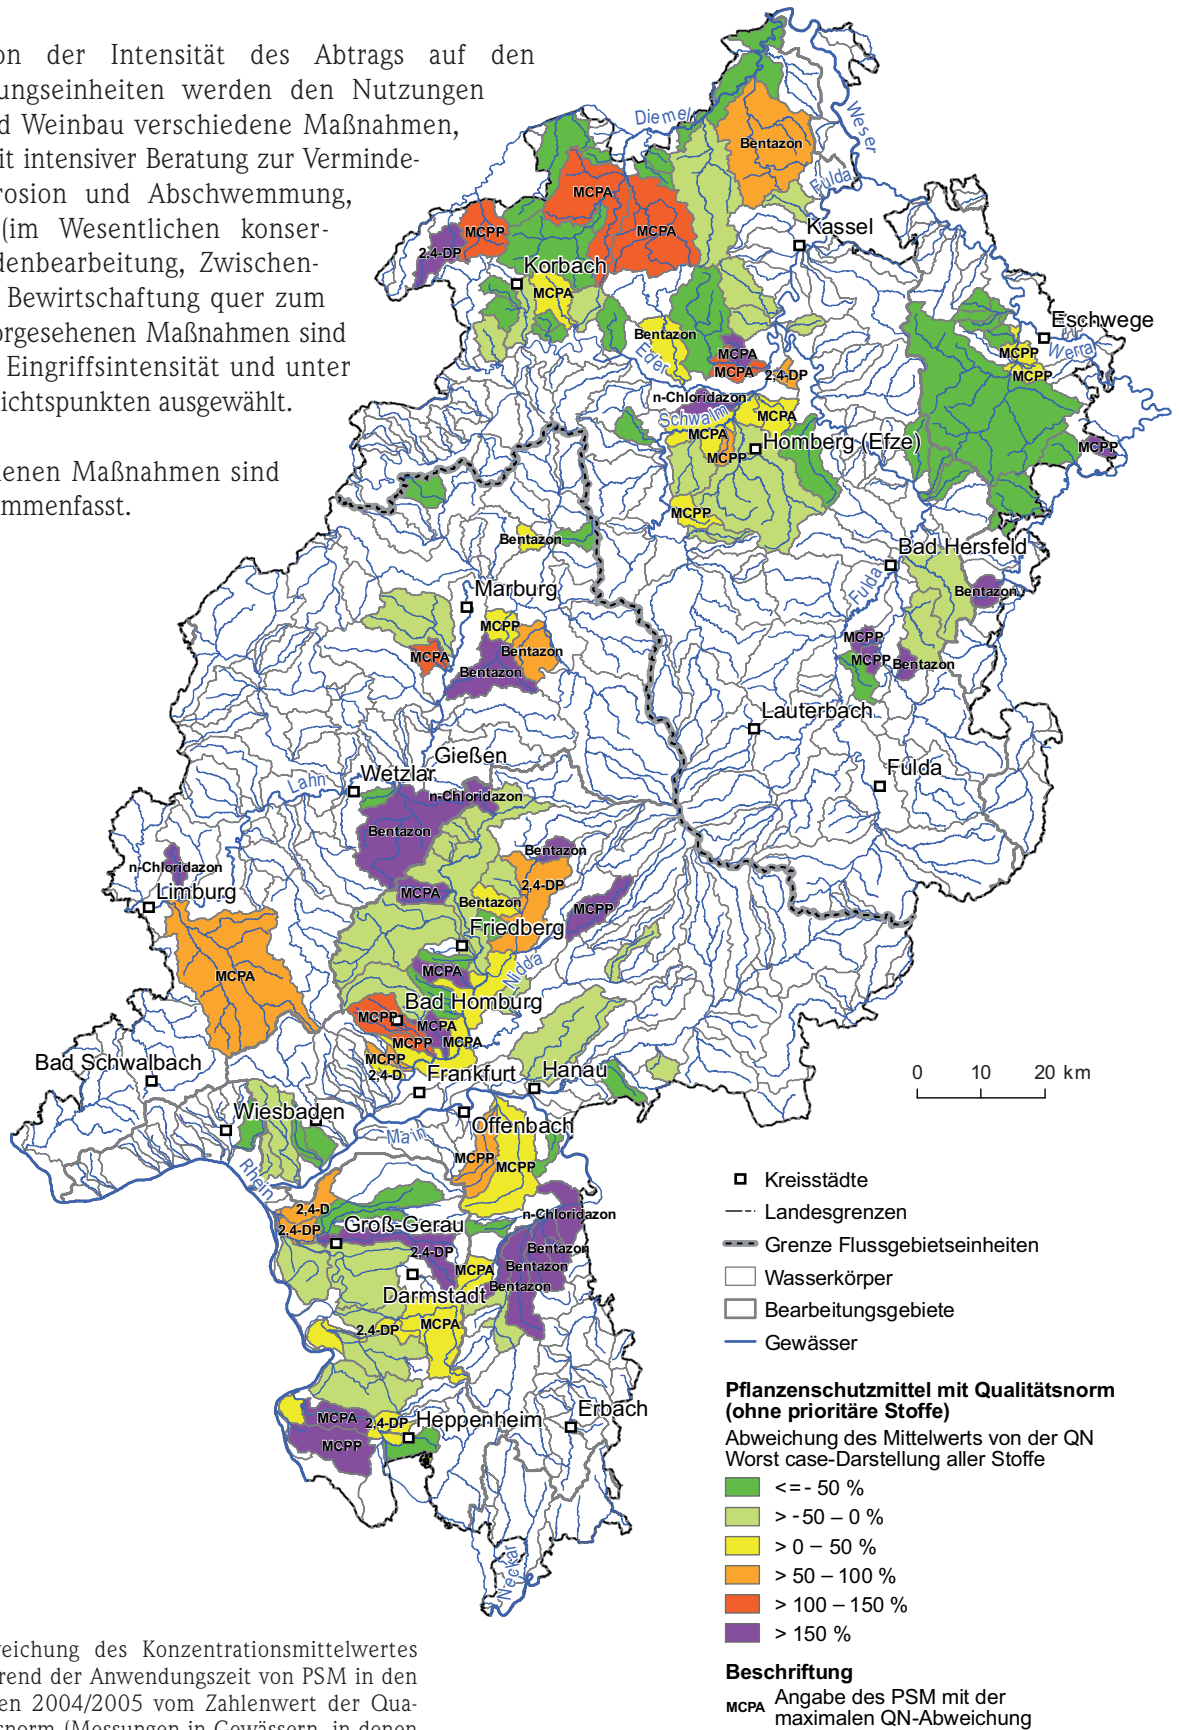 on der Intensität des Abtrags auf den
ungseinheiten werden den Nutzungen
d Weinbau verschiedene Maßnahmen,
it intensiver Beratung zur Verminde-
rosion und Abschwemmung,
(im Wesentlichen konser-
denbearbeitung, Zwischen-
Bewirtschaftung quer zum
orgesehenen Maßnahmen sind
Eingriffsintensität und unter
ichtspunkten ausgewählt.
enen Maßnahmen sind
mmenfasst.
Diemel
Weser
Bentazon
Fulda
MCPA
MCPP
MCPA
Kassel
2,4-DP
Korbach
MCPA
Eschwege
Bentazon
Werra
MCPP
MCPA
Eder
MCPA
2,4-DP
MCPP
n-Chloridazon
Schwalm
MCPA
MCPA
Homberg (Efze)
MCPP
MCPP
MCPP
Bentazon
Bad Hersfeld
Fulda
Bentazon
Marburg
MCPP
Bentazon
MCPA
Bentazon
MCPP
MCPP
Bentazon
Lauterbach
Gießen
Fulda
Wetzlar
Lahn
n-Chloridazon
Bentazon
Bentazon
n-Chloridazon
Limburg
MCPA
2,4-DP
Bentazon
MCPP
Friedberg
MCPA
Nidda
MCPA
Bad Homburg
MCPP
MCPA
MCPP
MCPA
MCPP
2,4-D
Bad Schwalbach
Frankfurt
Hanau
0 10 20 km
Wiesbaden
Offenbach
Main
MCPP
MCPP
Rhein
2,4-D
n-Chloridazon
2,4-DP
Groß-Gerau
2,4-DP
Bentazon
Bentazon
MCPA
Bentazon
Darmstadt
2,4-DP
MCPA
MCPA
2,4-DP
Heppenheim
Erbach
MCPP
Neckar
Kreisstädte
Landesgrenzen
Grenze Flussgebietseinheiten
Wasserkörper
Bearbeitungsgebiete
Gewässer
Pflanzenschutzmittel mit Qualitätsnorm
(ohne prioritäre Stoffe)
Abweichung des Mittelwerts von der QN
Worst case-Darstellung aller Stoffe
<= - 50 %
> -50 – 0 %
> 0 – 50 %
> 50 – 100 %
> 100 – 150 %
> 150 %
Beschriftung
MCPA Angabe des PSM mit der
maximalen QN-Abweichung
eichung des Konzentrationsmittelwertes
rend der Anwendungszeit von PSM in den
en 2004/2005 vom Zahlenwert der Qua-
snorm (Messungen in Gewässern, in denen